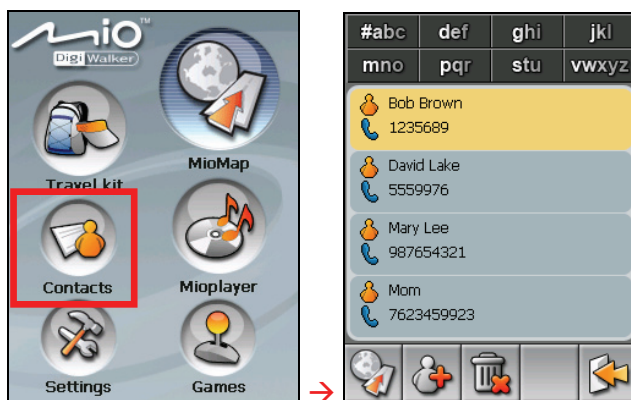 Mio™
DigiWalker
MioMap
Travel kit
Contacts
Mioplayer
Settings
Games
→
#abc def ghi jkl
mno pqr stu vwxyz
Bob Brown
1235689
David Lake
5559976
Mary Lee
987654321
Mom
7623459923